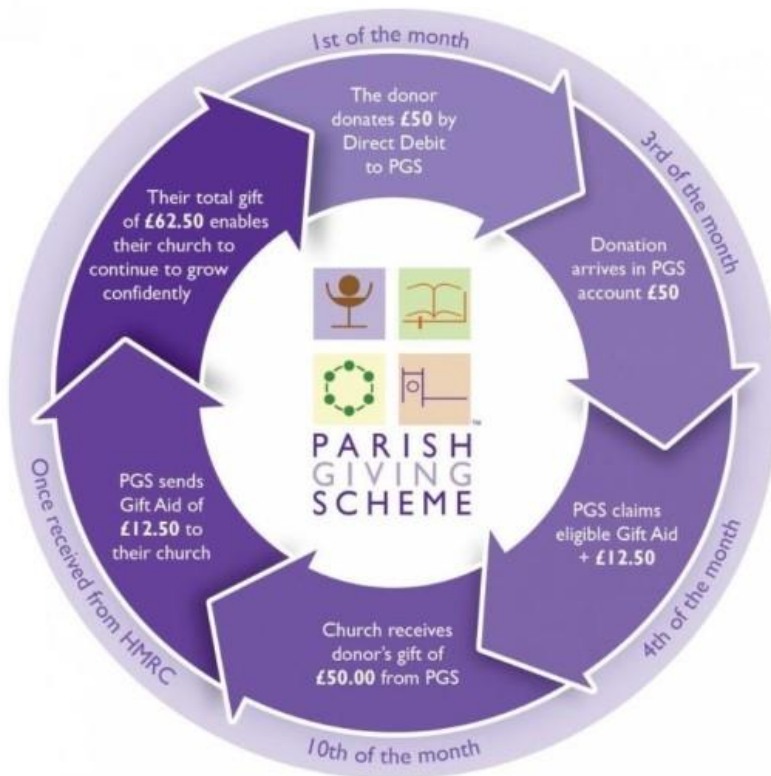 1st of the month
The donor
donates £50 by
Direct Debit
to PGS
3rd of the month
Donation
arrives in PGS
account £50
4th of the month
PGS claims
eligible Gift Aid
+ £12.50
10th of the month
Church receives
donor's gift of
£50.00 from PGS
Once received from HMRC
PGS sends
Gift Aid of
£12.50 to
their church
Their total gift
of £62.50 enables
their church to
continue to grow
confidently
PARISH
GIVING
SCHEME
™